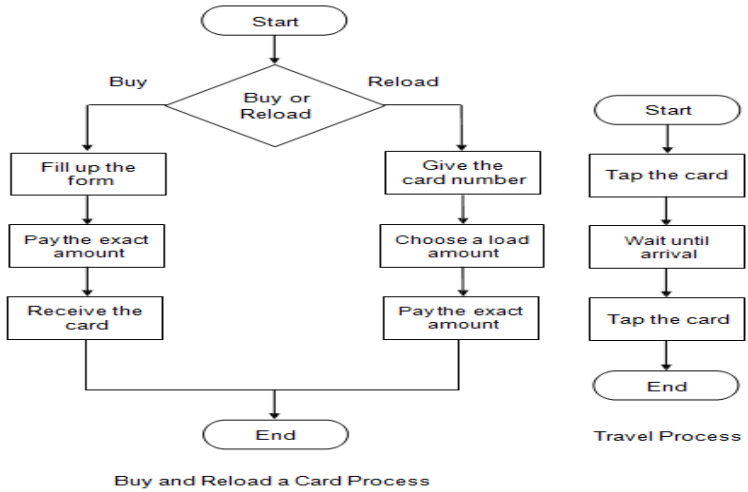 Start
Buy
Reload
Buy or
Reload
Fill up the
form
Pay the exact
amount
Receive the
card
Give the
card number
Choose a load
amount
Pay the exact
amount
End
Buy and Reload a Card Process
Start
Tap the card
Wait until
arrival
Tap the card
End
Travel Process